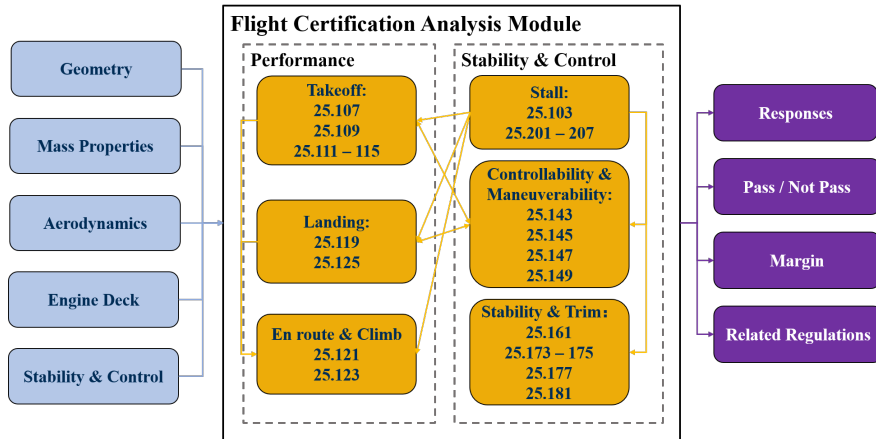 Flight Certification Analysis Module
Geometry
Mass Properties
Aerodynamics
Engine Deck
Stability & Control
Performance
Takeoff:
25.107
25.109
25.111 – 115
Landing:
25.119
25.125
En route & Climb
25.121
25.123
Stability & Control
Stall:
25.103
25.201 – 207
Controllability &
Maneuverability:
25.143
25.145
25.147
25.149
Stability & Trim：
25.161
25.173 – 175
25.177
25.181
Responses
Pass / Not Pass
Margin
Related Regulations